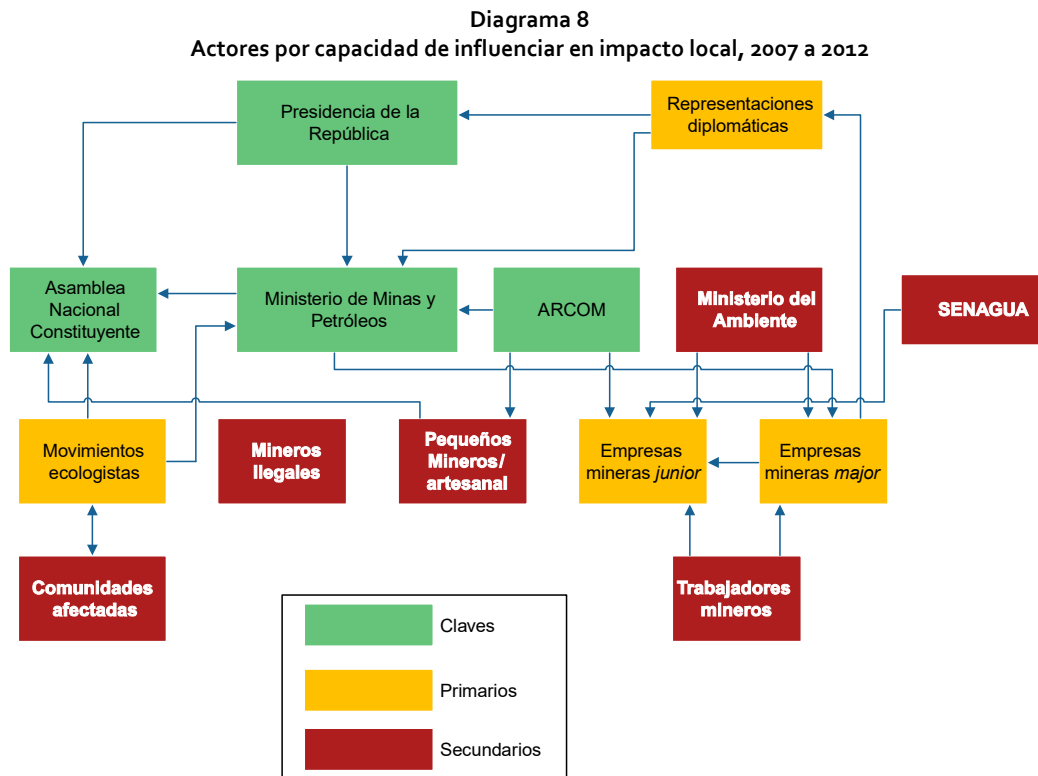 Diagrama 8
Actores por capacidad de influenciar en impacto local, 2007 a 2012
Presidencia de la
República
Representaciones
diplomáticas
Asamblea
Nacional
Constituyente
Ministerio de Minas y
Petróleos
ARCOM
Ministerio del
Ambiente
SENAGUA
Movimientos
ecologistas
Mineros
Ilegales
Pequeños
Mineros/
artesanal
Empresas
mineras junior
Empresas
mineras major
Comunidades
afectadas
Trabajadores
mineros
Claves
Primarios
Secundarios